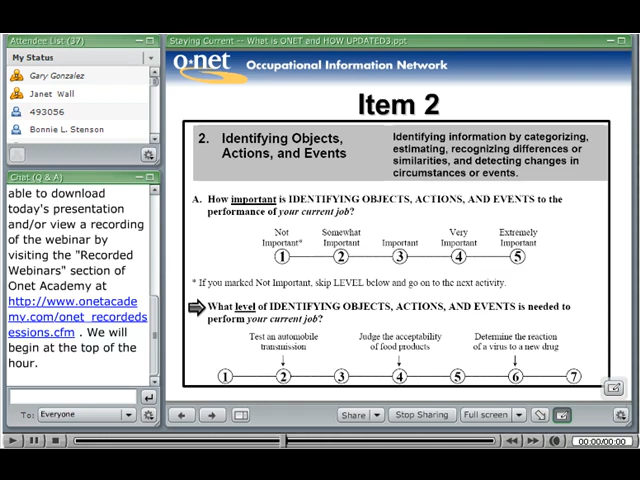 Attendee List (37)
My Status
Gary Gonzalez
Janet Wall
493056
Bonnie L. Stenson
Chat (Q & A)
able to download
today's presentation
and/or view a recording
of the webinar by
visiting the "Recorded
Webinars" section of
Onet Academy at
http://www.onetacade
my.com/onet_recordeds
essions.cfm . We will
begin at the top of the
hour.
To: Everyone
Staying Current -- What is ONET and HOW UPDATED3.ppt
o·net Occupational Information Network
Item 2
2. Identifying Objects,
Actions, and Events
Identifying information by categorizing,
estimating, recognizing differences or
similarities, and detecting changes in
circumstances or events.
A. How important is IDENTIFYING OBJECTS, ACTIONS, AND EVENTS to the
performance of your current job?
Not Important* Somewhat Important Important Very Important Extremely Important
1 2 3 4 5
* If you marked Not Important, skip LEVEL below and go on to the next activity.
What level of IDENTIFYING OBJECTS, ACTIONS, AND EVENTS is needed to
perform your current job?
Test an automobile transmission Judge the acceptability of food products Determine the reaction of a virus to a new drug
1 2 3 4 5 6 7
Share Stop Sharing Full screen
00:00/00:00